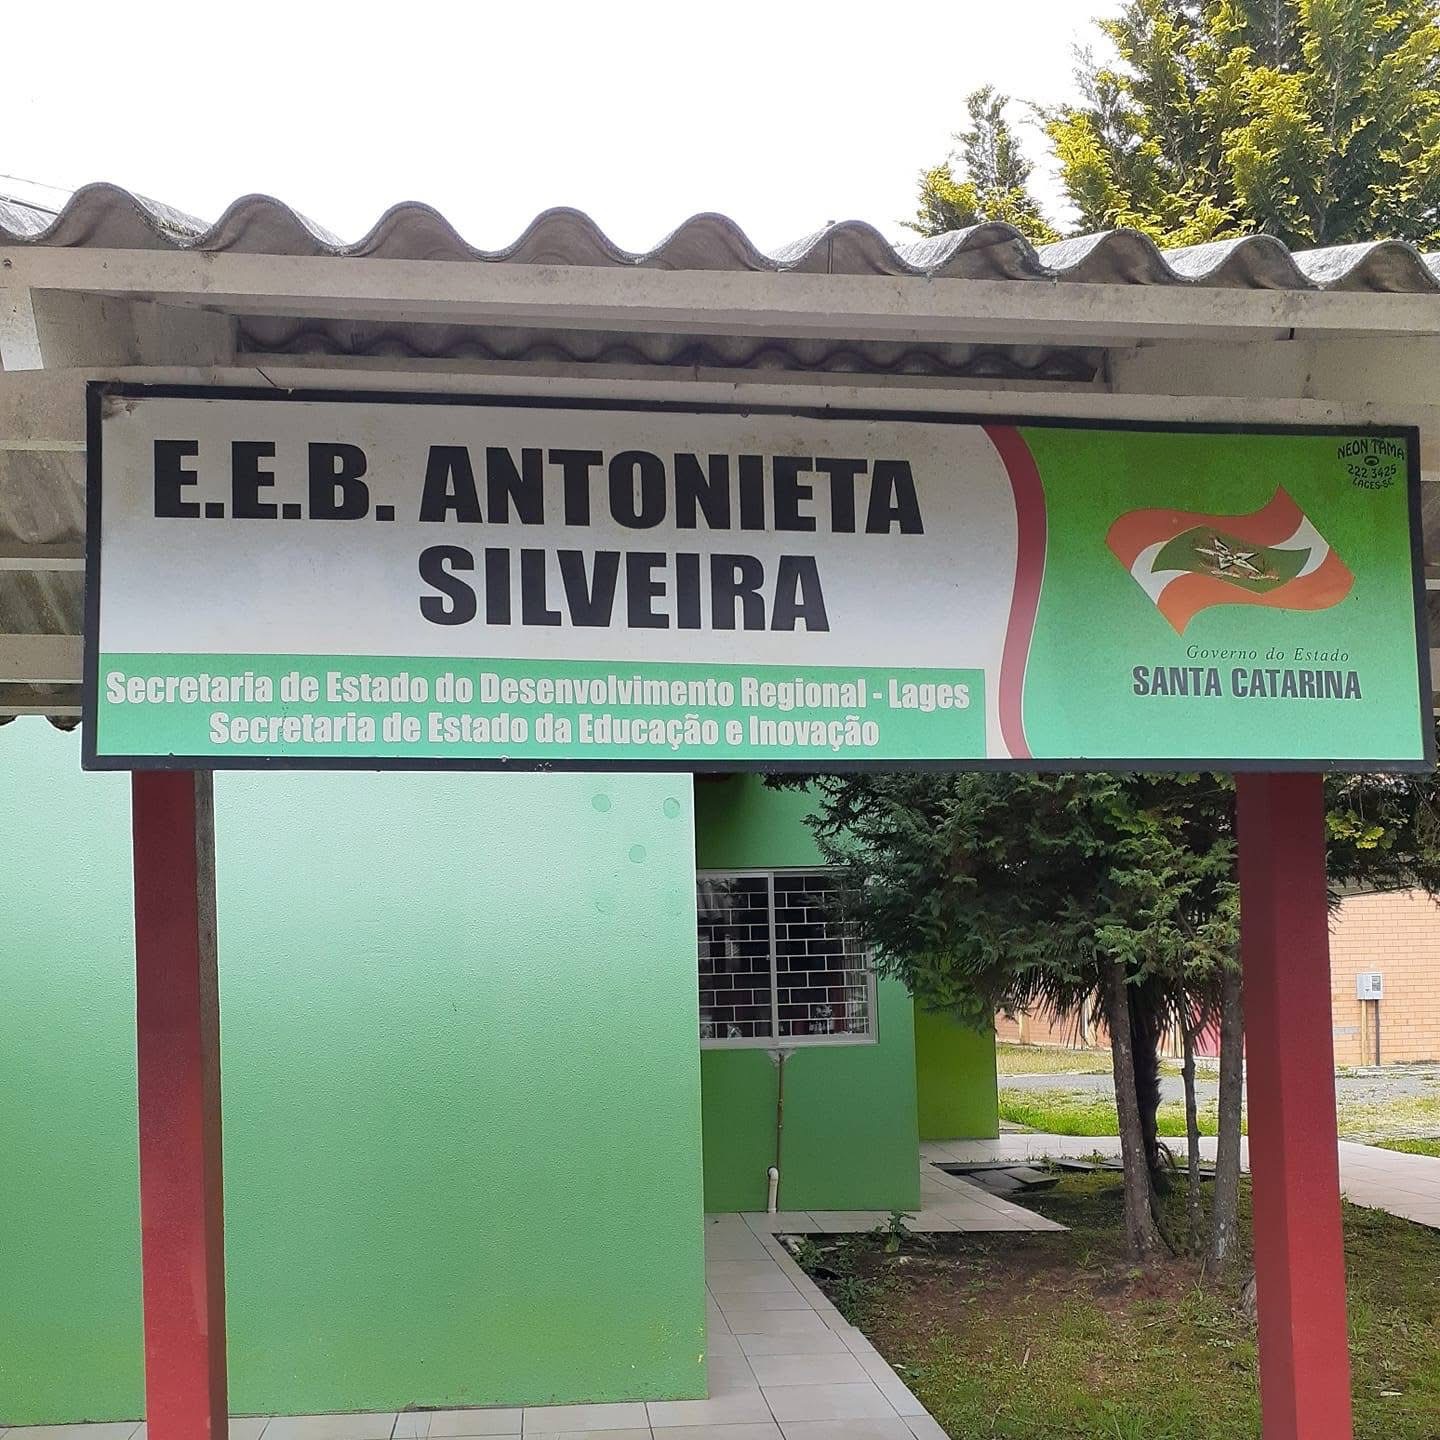 E.E.B. ANTONIETA
SILVEIRA
Secretaria de Estado do Desenvolvimento Regional - Lages
Secretaria de Estado da Educação e Inovação
NEON TAMA
222 3425
LAGES-SC
Governo do Estado
SANTA CATARINA